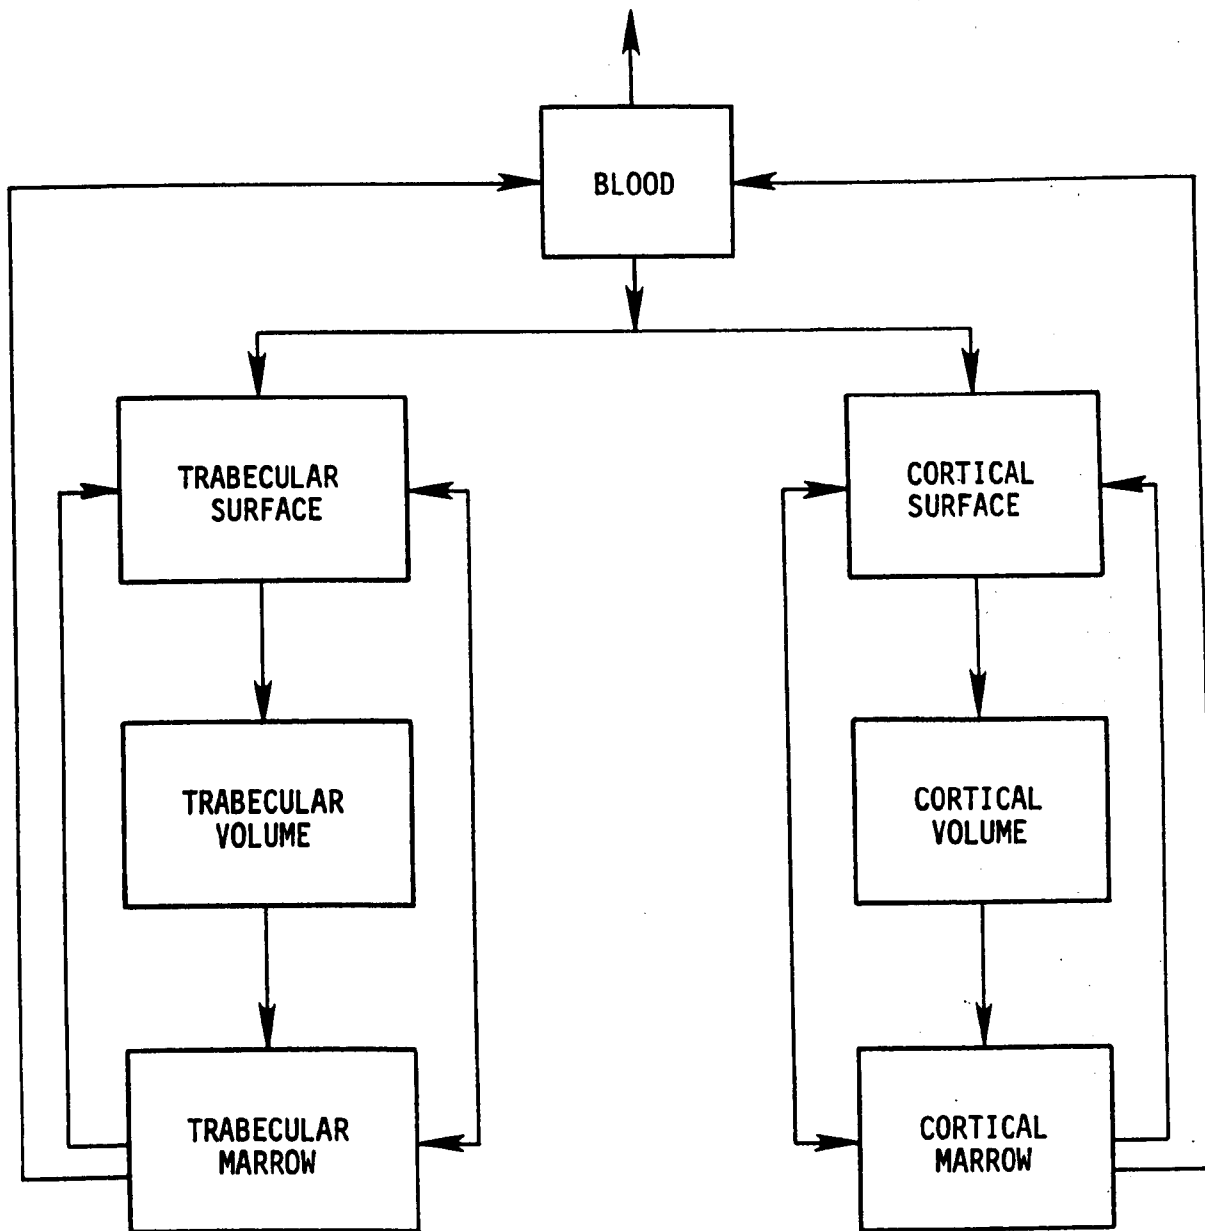 BLOOD
TRABECULAR
SURFACE
CORTICAL
SURFACE
TRABECULAR
VOLUME
CORTICAL
VOLUME
TRABECULAR
MARROW
CORTICAL
MARROW